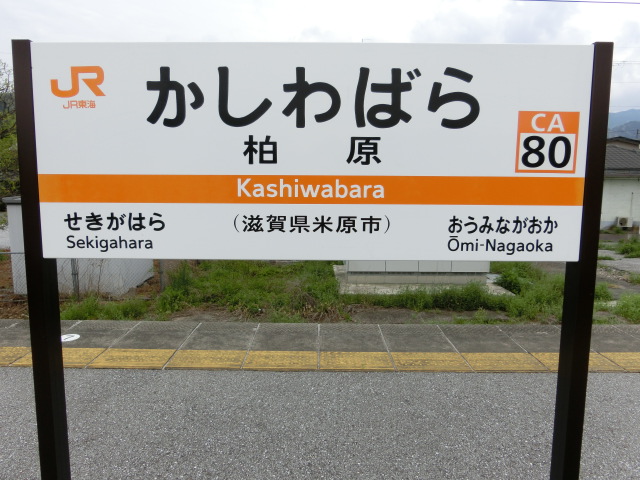 JR
JR東海
かしわばら
柏原
CA
80
Kashiwabara
せきがはら
Sekigahara
（滋賀県米原市）
おうみながおか
Ōmi-Nagaoka